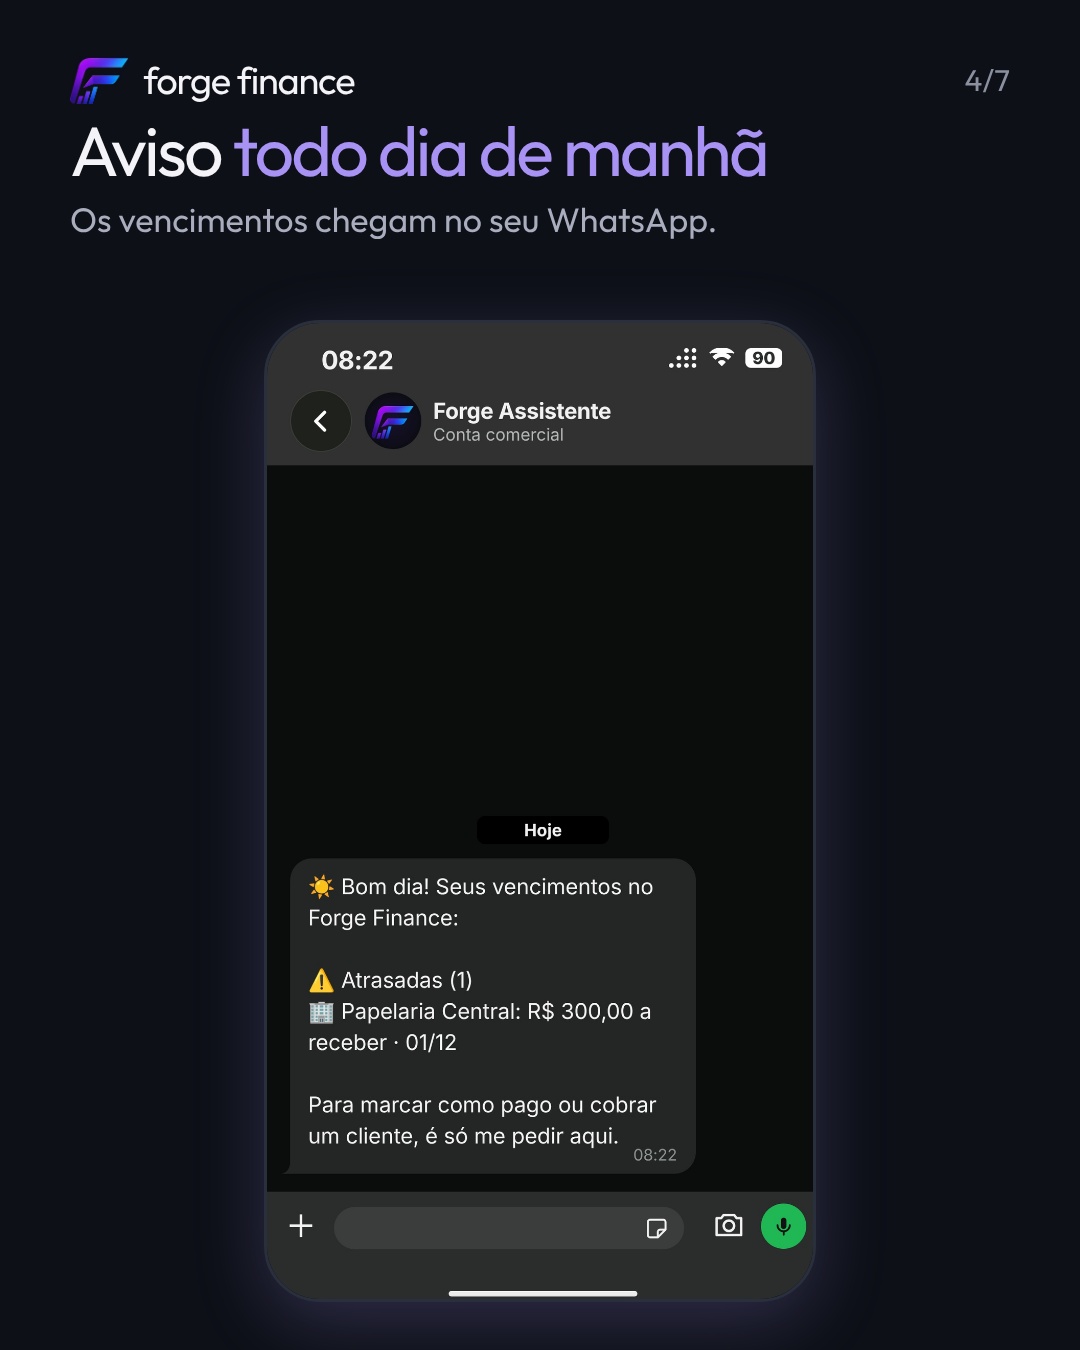 forge finance
4/7
Aviso todo dia de manhã
Os vencimentos chegam no seu WhatsApp.
08:22
90
Forge Assistente
Conta comercial
Hoje
☀️ Bom dia! Seus vencimentos no
Forge Finance:
⚠️ Atrasadas (1)
🏢 Papelaria Central: R$ 300,00 a
receber · 01/12
Para marcar como pago ou cobrar
um cliente, é só me pedir aqui.
08:22